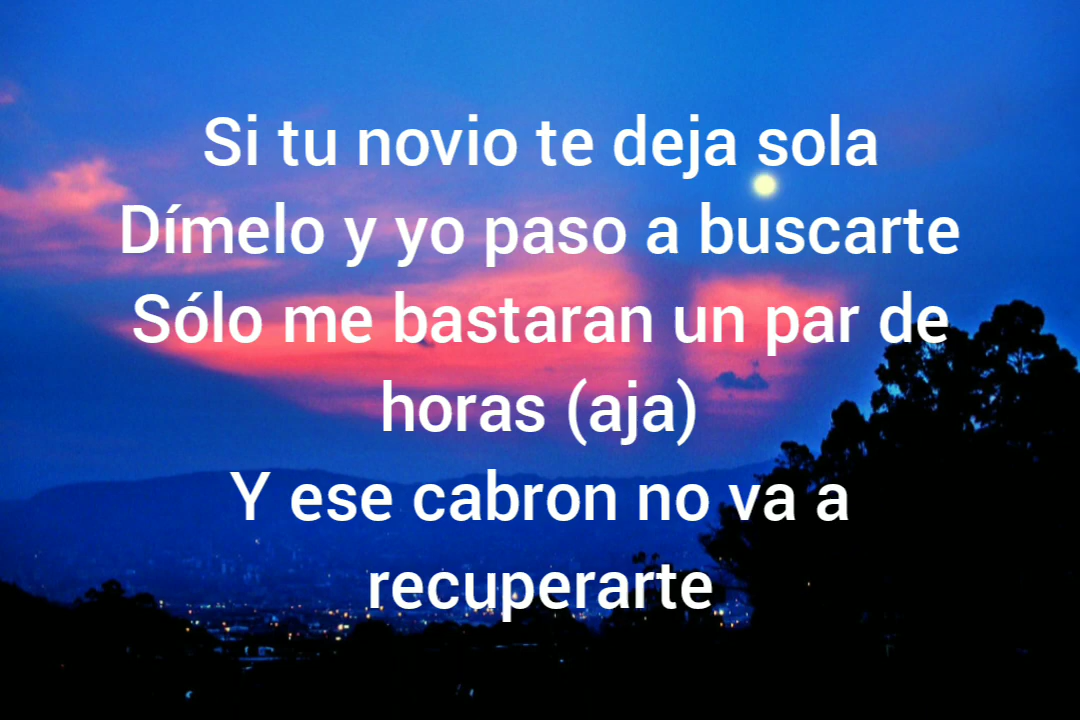 Si tu novio te deja sola
Dímelo y yo paso a buscarte
Sólo me bastaran un par de
horas (aja)
Y ese cabron no va a
recuperarte